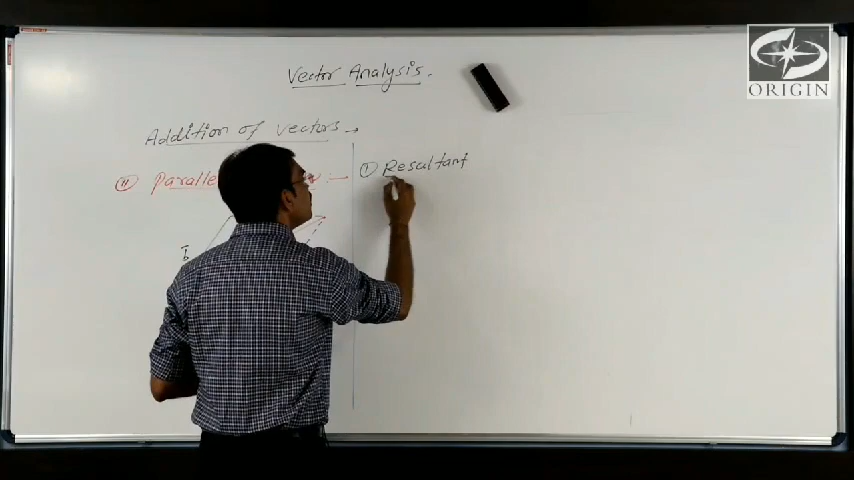 ORIGIN
Vector Analysis.
Addition of vectors
(II) Paralle
b
(I) Resultant